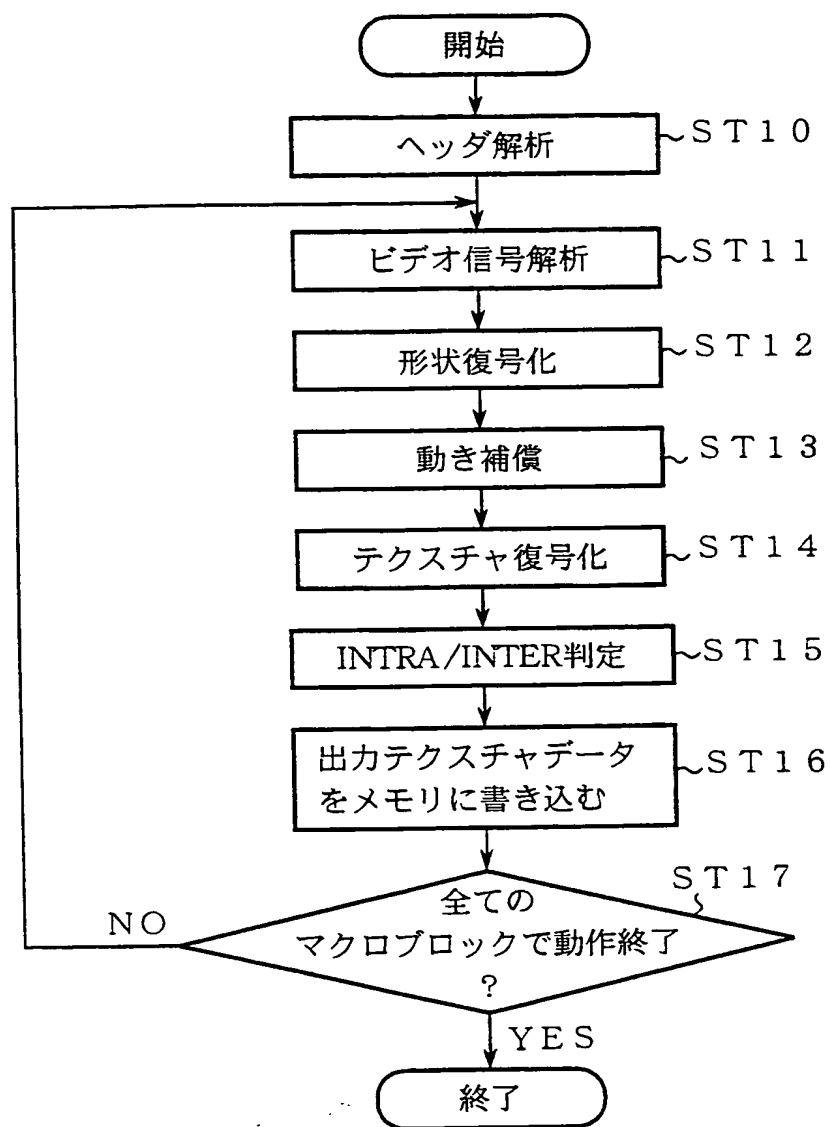 開始
ヘッダ解析
ST10
ビデオ信号解析
ST11
形状復号化
ST12
動き補償
ST13
テクスチャ復号化
ST14
INTRA/INTER判定
ST15
出力テクスチャデータ
をメモリに書き込む
ST16
ST17
全ての
マクロブロックで動作終了
?
NO
YES
終了